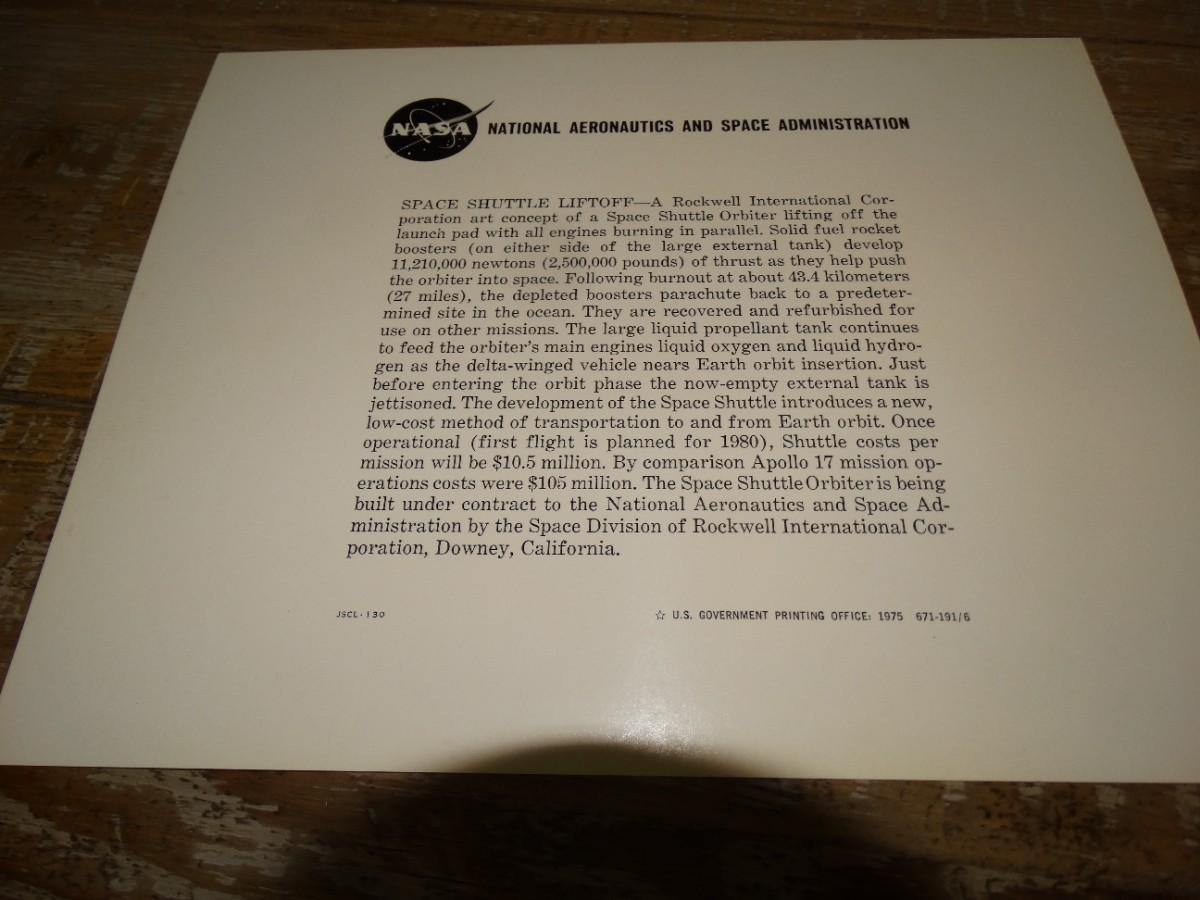 NASA NATIONAL AERONAUTICS AND SPACE ADMINISTRATION
SPACE SHUTTLE LIFTOFF—A Rockwell International Cor-
poration art concept of a Space Shuttle Orbiter lifting off the
launch pad with all engines burning in parallel. Solid fuel rocket
boosters (on either side of the large external tank) develop
11,210,000 newtons (2,500,000 pounds) of thrust as they help push
the orbiter into space. Following burnout at about 43.4 kilometers
(27 miles), the depleted boosters parachute back to a predeter-
mined site in the ocean. They are recovered and refurbished for
use on other missions. The large liquid propellant tank continues
to feed the orbiter's main engines liquid oxygen and liquid hydro-
gen as the delta-winged vehicle nears Earth orbit insertion. Just
before entering the orbit phase the now-empty external tank is
jettisoned. The development of the Space Shuttle introduces a new,
low-cost method of transportation to and from Earth orbit. Once
operational (first flight is planned for 1980), Shuttle costs per
mission will be $10.5 million. By comparison Apollo 17 mission op-
erations costs were $105 million. The Space Shuttle Orbiter is being
built under contract to the National Aeronautics and Space Ad-
ministration by the Space Division of Rockwell International Cor-
poration, Downey, California.
JSCL-130
☆ U.S. GOVERNMENT PRINTING OFFICE: 1975 671-191/6